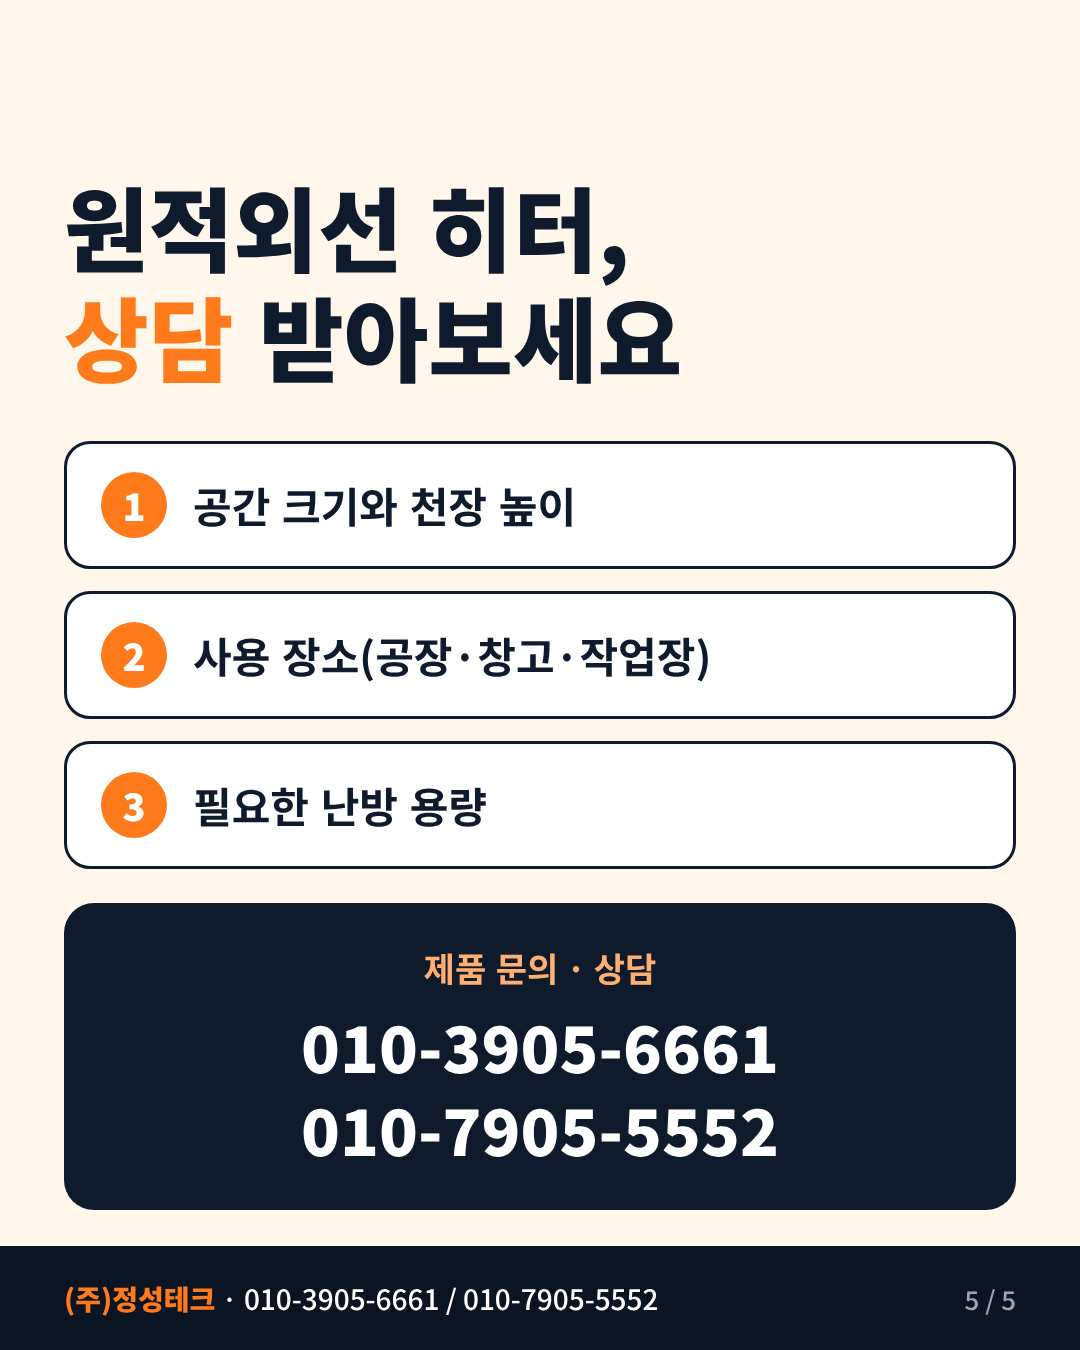 원적외선 히터,
상담 받아보세요
1 공간 크기와 천장 높이
2 사용 장소(공장·창고·작업장)
3 필요한 난방 용량
제품 문의 · 상담
010-3905-6661
010-7905-5552
(주)정성테크 · 010-3905-6661 / 010-7905-5552
5 / 5